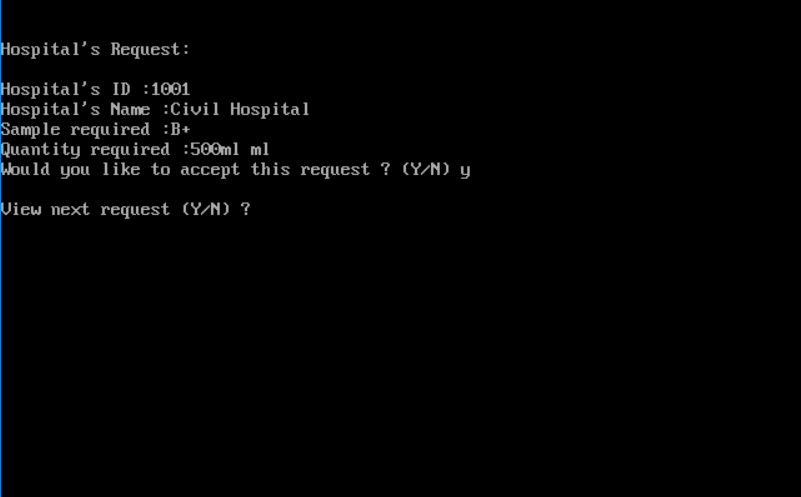 Hospital's Request:
Hospital's ID :1001
Hospital's Name :Civil Hospital
Sample required :B+
Quantity required :500ml ml
Would you like to accept this request ? (Y/N) y
View next request (Y/N) ?